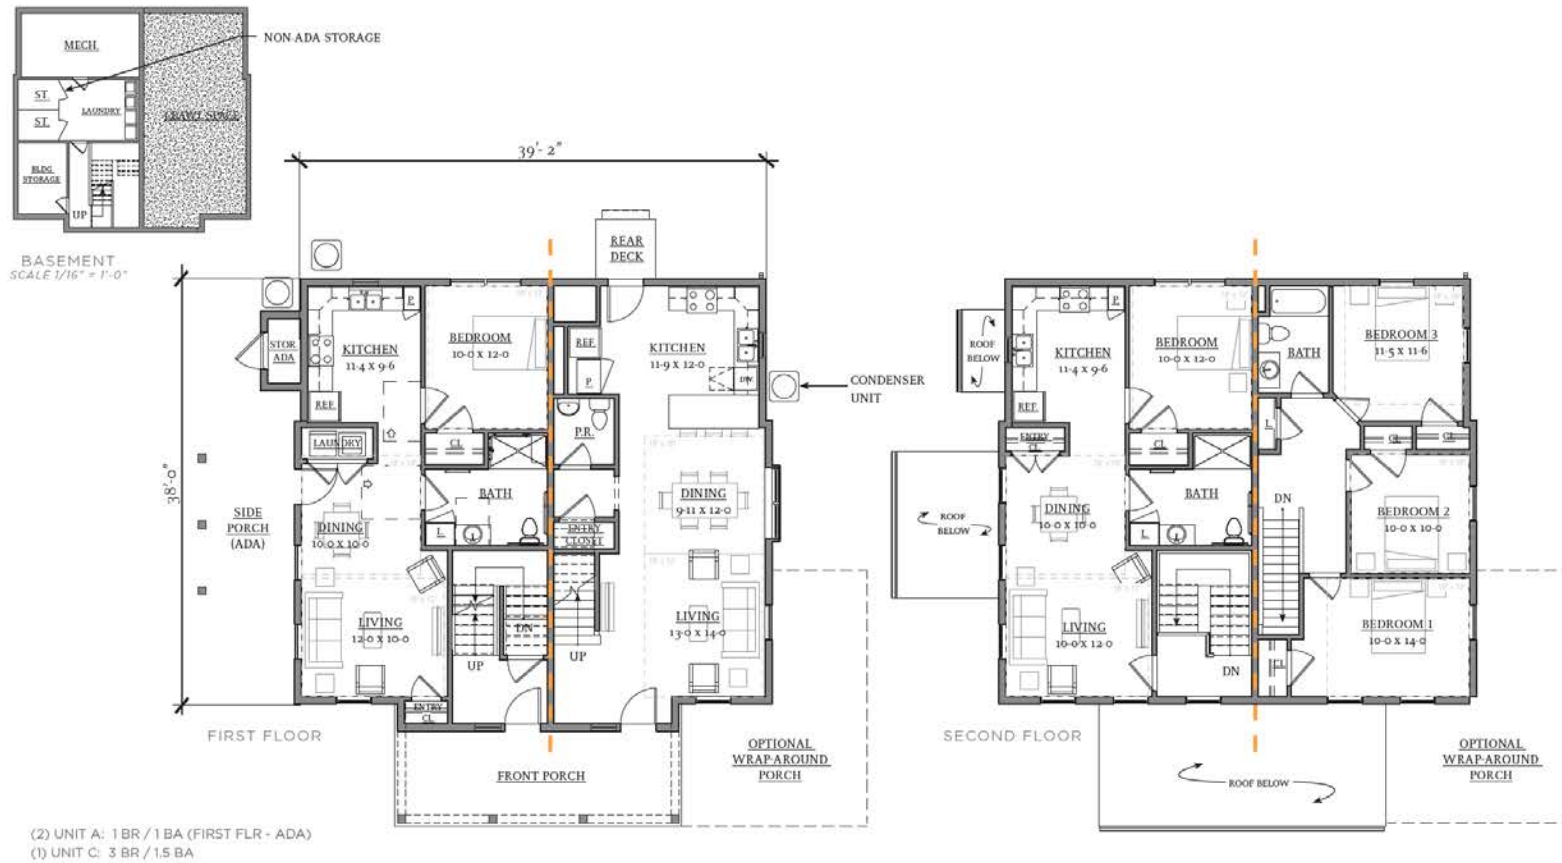 MECH.
NON ADA STORAGE
ST.
LAUNDRY
ST.
CRAWL SPACE
BLDG
STORAGE
UP
BASEMENT
SCALE 1/16" = 1'-0"
39'- 2"
38'-0"
REAR
DECK
STOR.
ADA
P.
KITCHEN
11-4 X 9-6
REF.
BEDROOM
10-0 X 12-0
REF.
P.
KITCHEN
11-9 X 12-0
DW
CONDENSER
UNIT
LAUNDRY
CL
P.R.
SIDE
PORCH
(ADA)
DINING
10-0 X 10-0
BATH
L
ENTRY
CLOSET
DINING
9-11 X 12-0
LIVING
12-0 X 10-0
UP
DN
UP
LIVING
13-0 X 14-0
ENTRY
CL
FIRST FLOOR
FRONT PORCH
OPTIONAL
WRAP-AROUND
PORCH
ROOF
BELOW
P.
KITCHEN
11-4 X 9-6
REF.
BEDROOM
10-0 X 12-0
BATH
BEDROOM 3
11-5 X 11-6
ENTRY
CL
CL
L
CL
CL
ROOF
BELOW
DINING
10-0 X 10-0
BATH
L
DN
BEDROOM 2
10-0 X 10-0
LIVING
10-0 X 12-0
DN
CL
BEDROOM 1
10-0 X 14-0
SECOND FLOOR
ROOF BELOW
OPTIONAL
WRAP-AROUND
PORCH
(2) UNIT A: 1 BR / 1 BA (FIRST FLR - ADA)
(1) UNIT C: 3 BR / 1.5 BA